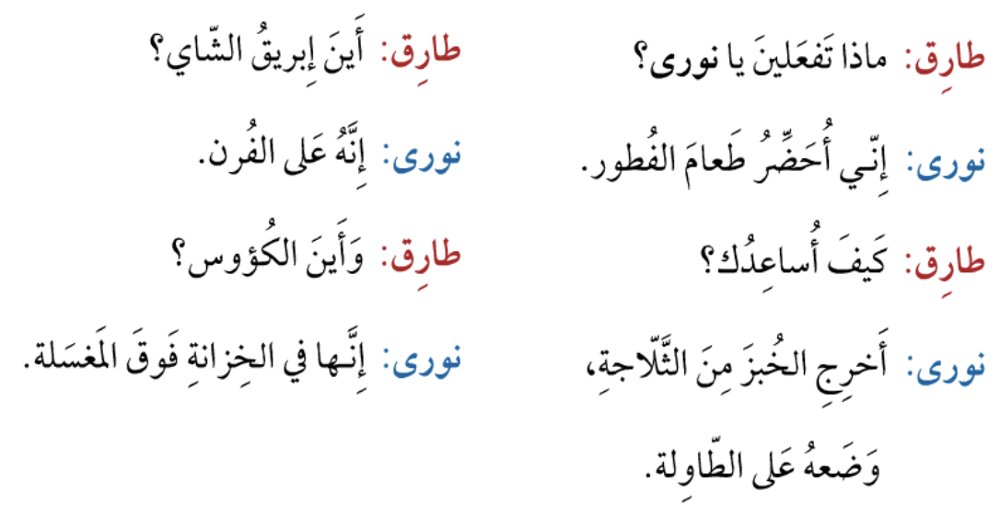 طارِق: ماذا تَفعَلينَ يا نورى؟
نورى: إِنّـي أُحَضِّرُ طَعامَ الفُطور.
طارِق: كَيفَ أُساعِدُك؟
نورى: أَخرِجِ الخُبزَ مِنَ الثَّلّاجةِ،
وَضَعهُ عَلى الطّاوِلة.
طارِق: أَينَ إِبريقُ الشّاي؟
نورى: إِنَّهُ عَلى الفُرن.
طارِق: وَأَينَ الكُؤوس؟
نورى: إِنَّـها في الخِزانةِ فَوقَ المَغسَلة.